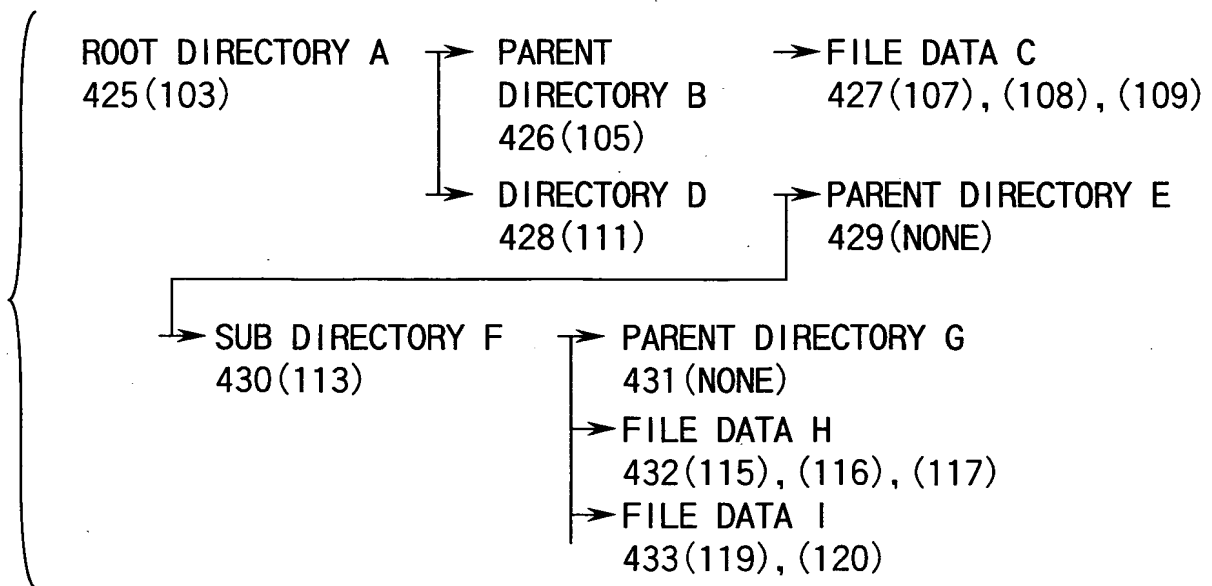 ROOT DIRECTORY A
425(103)
PARENT
DIRECTORY B
426(105)
FILE DATA C
427(107), (108), (109)
DIRECTORY D
428(111)
PARENT DIRECTORY E
429(NONE)
SUB DIRECTORY F
430(113)
PARENT DIRECTORY G
431(NONE)
FILE DATA H
432(115), (116), (117)
FILE DATA I
433(119), (120)